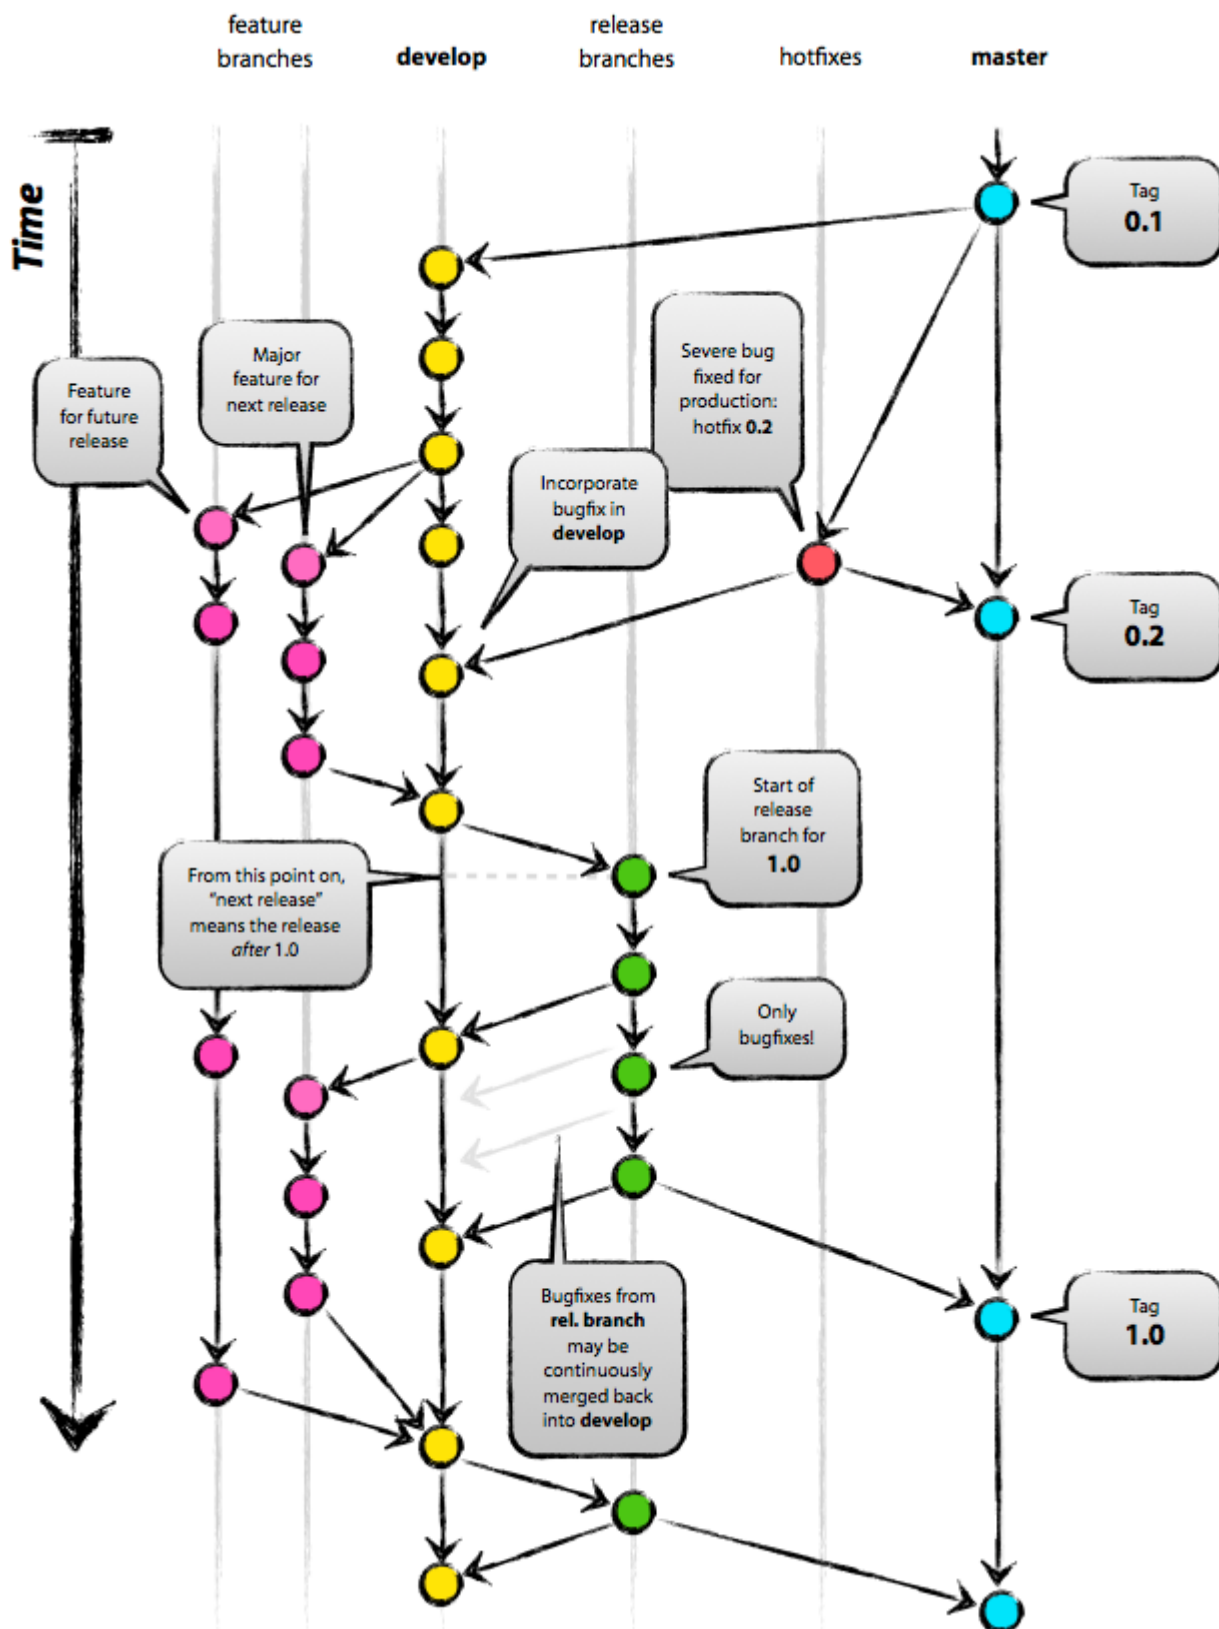 feature
branches
develop
release
branches
hotfixes
master
Time
Tag
0.1
Major
feature for
next release
Feature
for future
release
Severe bug
fixed for
production:
hotfix 0.2
Incorporate
bugfix in
develop
Tag
0.2
Start of
release
branch for
1.0
From this point on,
“next release”
means the release
after 1.0
Only
bugfixes!
Bugfixes from
rel. branch
may be
continuously
merged back
into develop
Tag
1.0